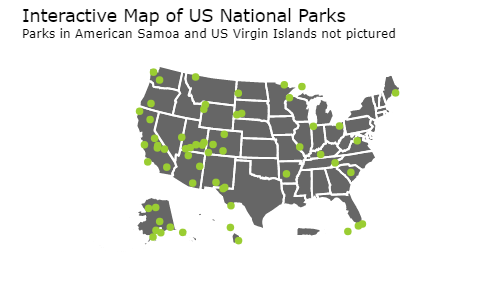 Interactive Map of US National Parks
Parks in American Samoa and US Virgin Islands not pictured